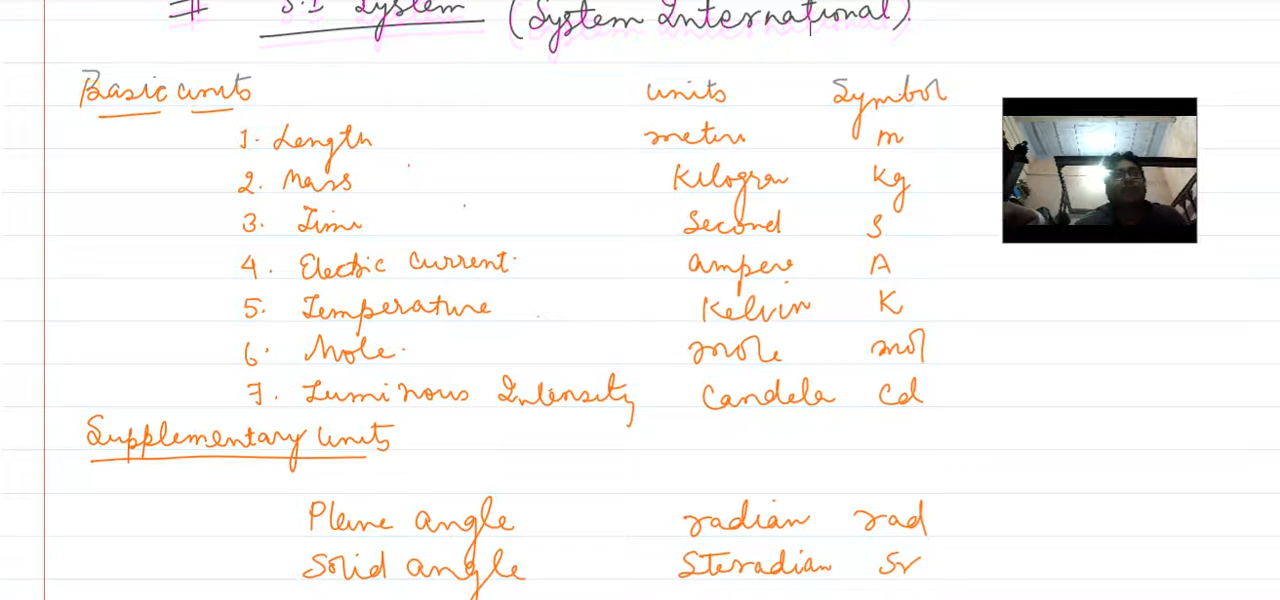 # S.I System (System International).
Basic units units Symbol
1. Length meter m
2. Mass Kilogram Kg
3. Time Second S
4. Electric current. ampere A
5. Temperature Kelvin K
6. Mole. mole mol
7. Luminous Intensity Candela Cd
Supplementary units
Plane angle radian rad
Solid angle Steradian Sr